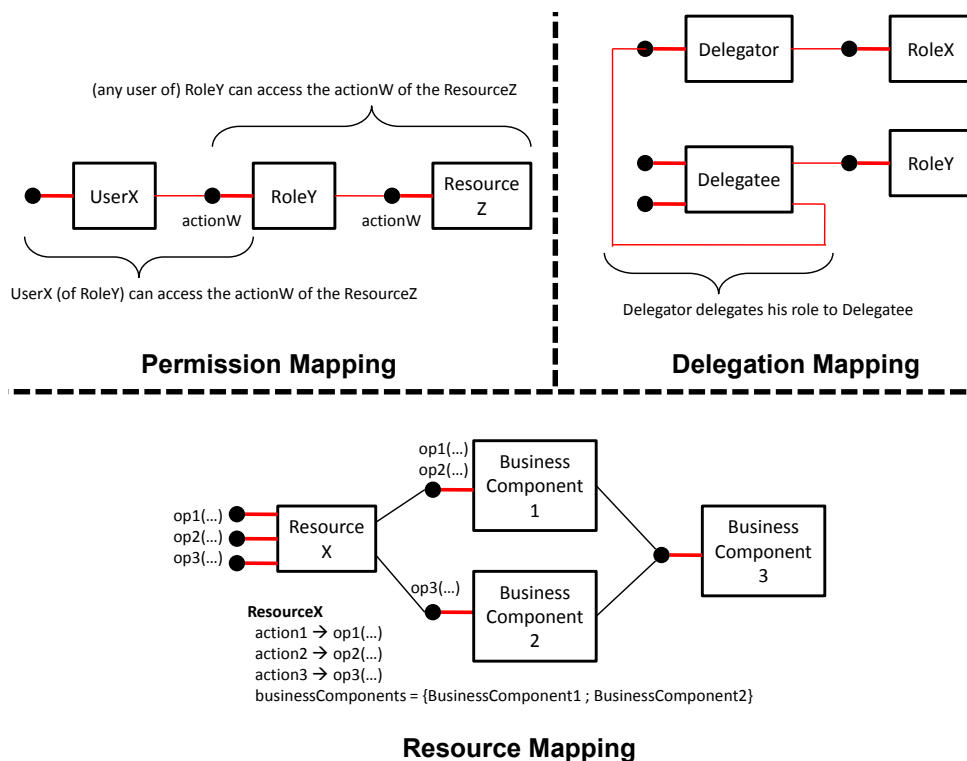 (any user of) RoleY can access the actionW of the ResourceZ
UserX
RoleY
Resource
Z
actionW
actionW
UserX (of RoleY) can access the actionW of the ResourceZ
Permission Mapping
Delegator
RoleX
Delegatee
RoleY
Delegator delegates his role to Delegatee
Delegation Mapping
op1(…)
op2(…)
op3(…)
Resource
X
op1(…)
op2(…)
Business
Component
1
op3(…)
Business
Component
2
Business
Component
3
ResourceX
action1 → op1(…)
action2 → op2(…)
action3 → op3(…)
businessComponents = {BusinessComponent1 ; BusinessComponent2}
Resource Mapping